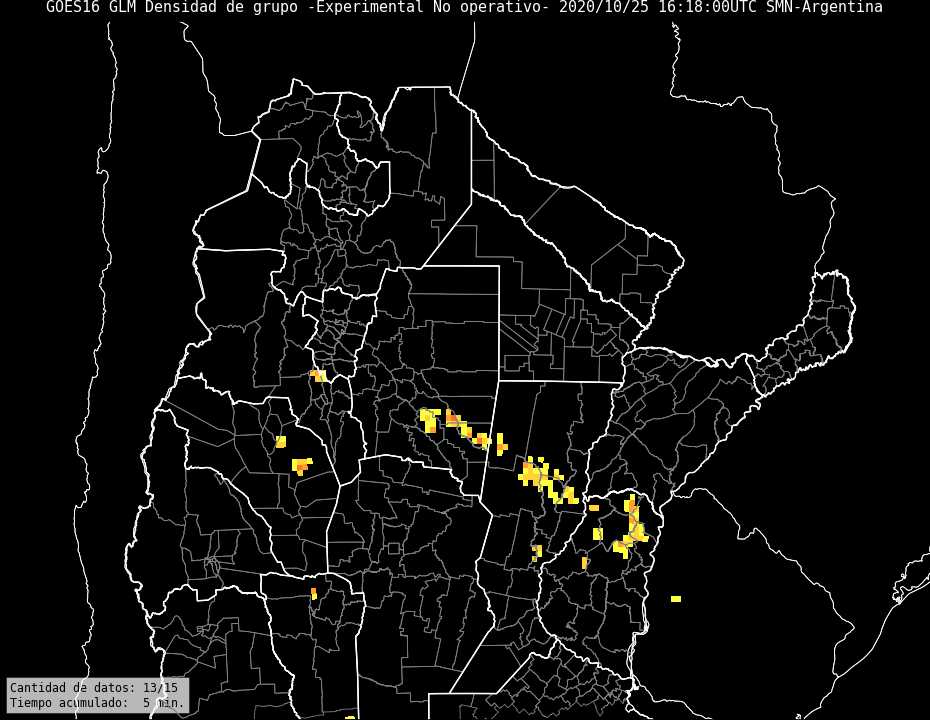 GOES16 GLM Densidad de grupo -Experimental No operativo- 2020/10/25 16:18:00UTC SMN-Argentina
Cantidad de datos: 13/15
Tiempo acumulado:  5 min.